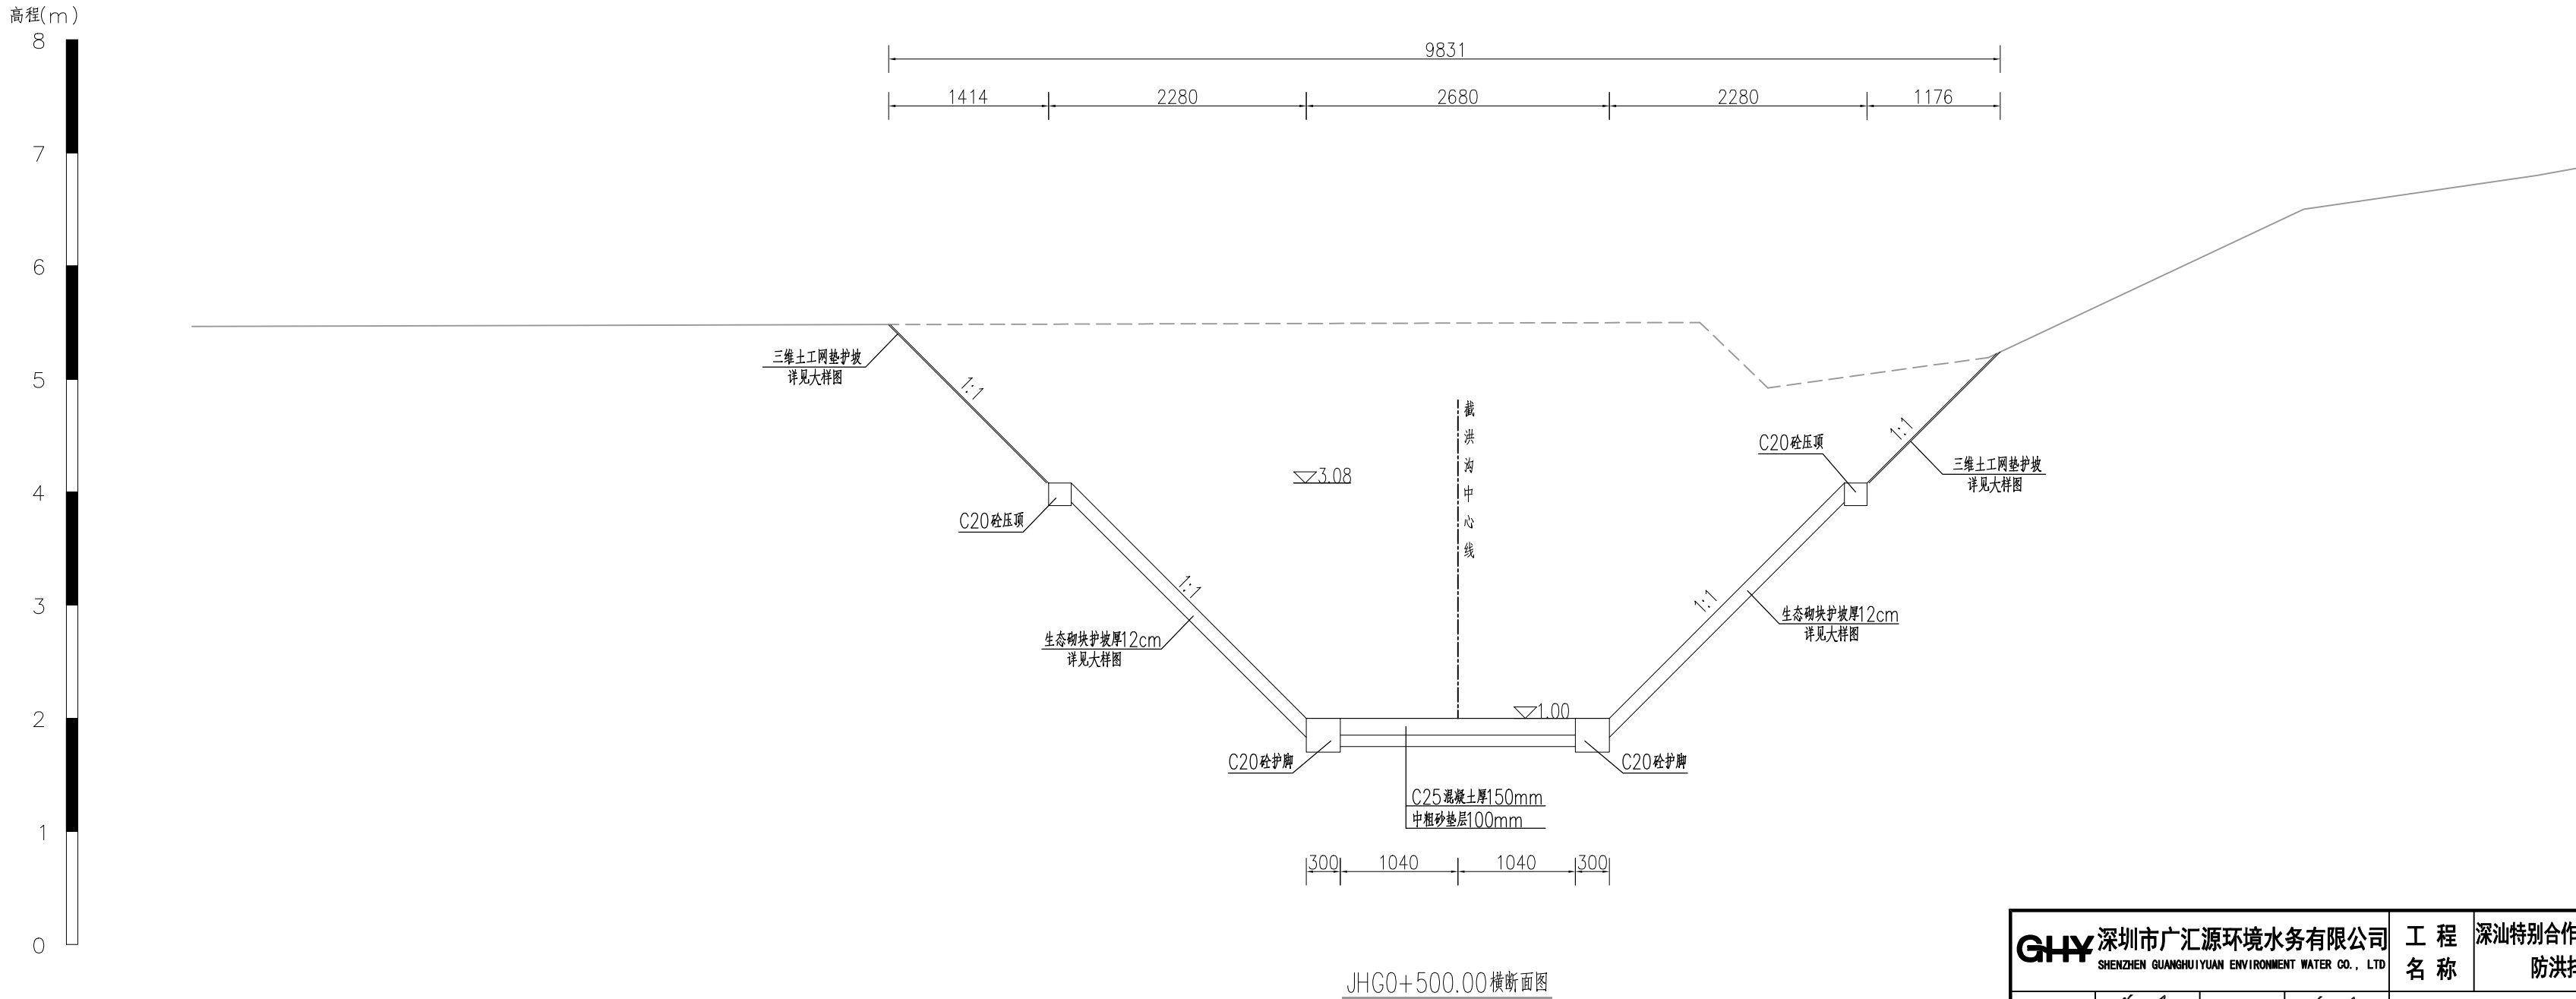 高程(m)
8
7
6
5
4
3
2
1
0
9831
1414
2280
2680
2280
1176
三维土工网垫护坡
详见大样图
1:1
C20砼压顶
1:1
生态砌块护坡厚12cm
详见大样图
3.08
截洪沟中心线
1.00
C20砼压顶
1:1
三维土工网垫护坡
详见大样图
1:1
生态砌块护坡厚12cm
详见大样图
C20砼护脚
C20砼护脚
C25混凝土厚150mm
中粗砂垫层100mm
300
1040
1040
300
JHG0+500.00横断面图
GHY
深圳市广汇源环境水务有限公司
SHENZHEN GUANGHUIYUAN ENVIRONMENT WATER CO., LTD
工 程
名 称
深汕特别合作
防洪排